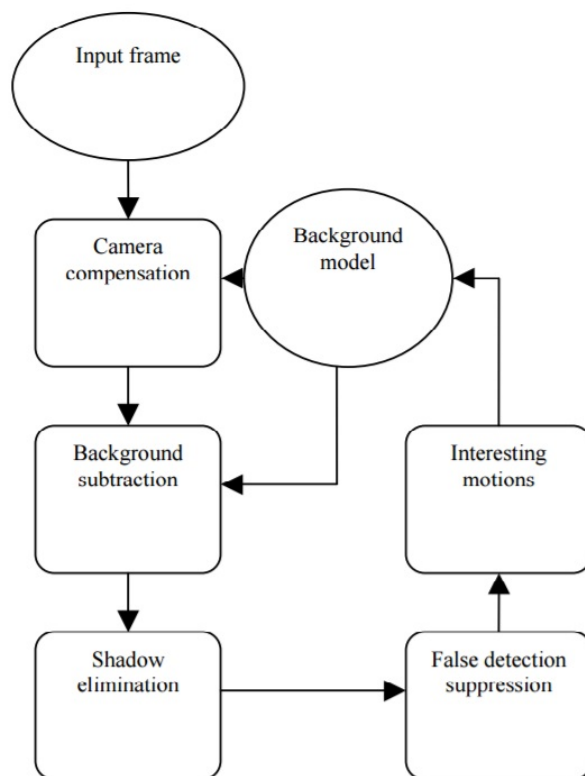 Input frame
Camera
compensation
Background
model
Background
subtraction
Interesting
motions
Shadow
elimination
False detection
suppression